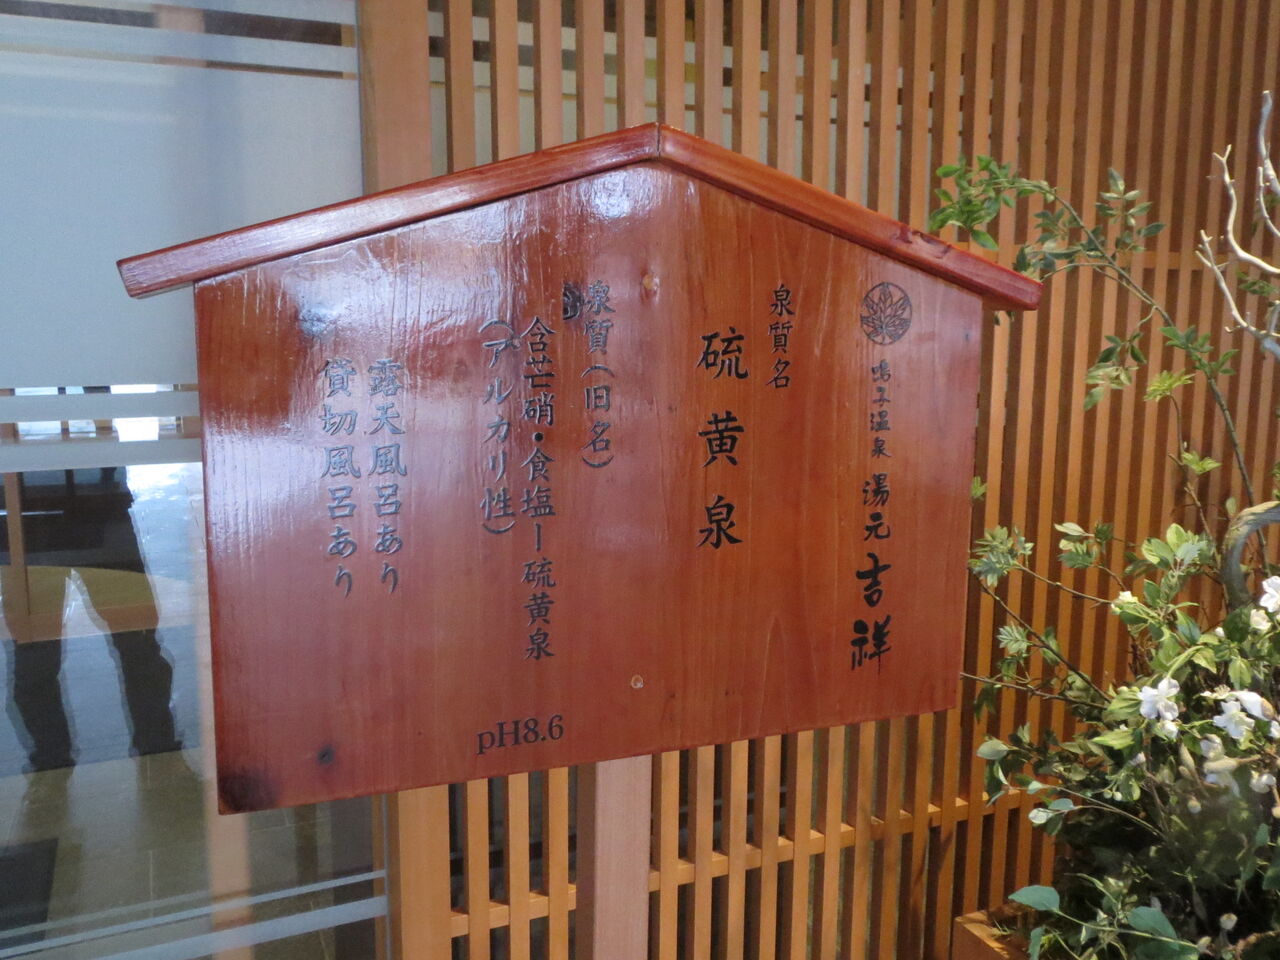 鳴子温泉 湯元 吉祥
泉質名
硫黄泉
泉質(旧名)
含芒硝・食塩ー硫黄泉
(アルカリ性)
pH8.6
露天風呂あり
貸切風呂あり